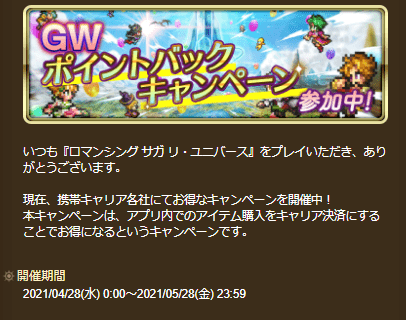 GW
ポイントバック
キャンペーン
参加中!
いつも『ロマンシング サガ リ・ユニバース』をプレイいただき、あり
がとうございます。
現在、携帯キャリア各社にてお得なキャンペーンを開催中！
本キャンペーンは、アプリ内でのアイテム購入をキャリア決済にする
ことでお得になるというキャンペーンです。
開催期間
2021/04/28(水) 0:00～2021/05/28(金) 23:59